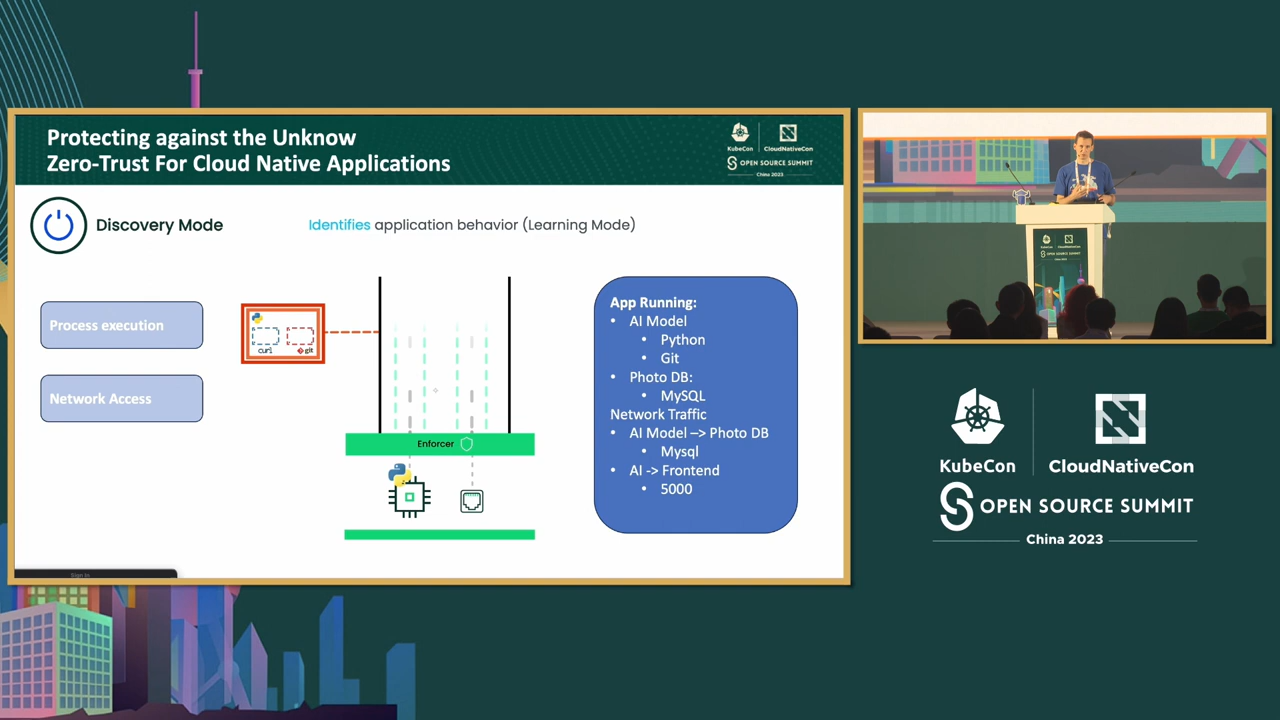 Protecting against the Unknow
Zero-Trust For Cloud Native Applications
KubeCon
CloudNativeCon
OPEN SOURCE SUMMIT
China 2023
Discovery Mode
Identifies application behavior (Learning Mode)
Process execution
Network Access
curl
git
Enforcer
App Running:
• AI Model
• Python
• Git
• Photo DB:
• MySQL
Network Traffic
• AI Model –> Photo DB
• Mysql
• AI -> Frontend
• 5000
Sign In
KubeCon
CloudNativeCon
OPEN SOURCE SUMMIT
China 2023